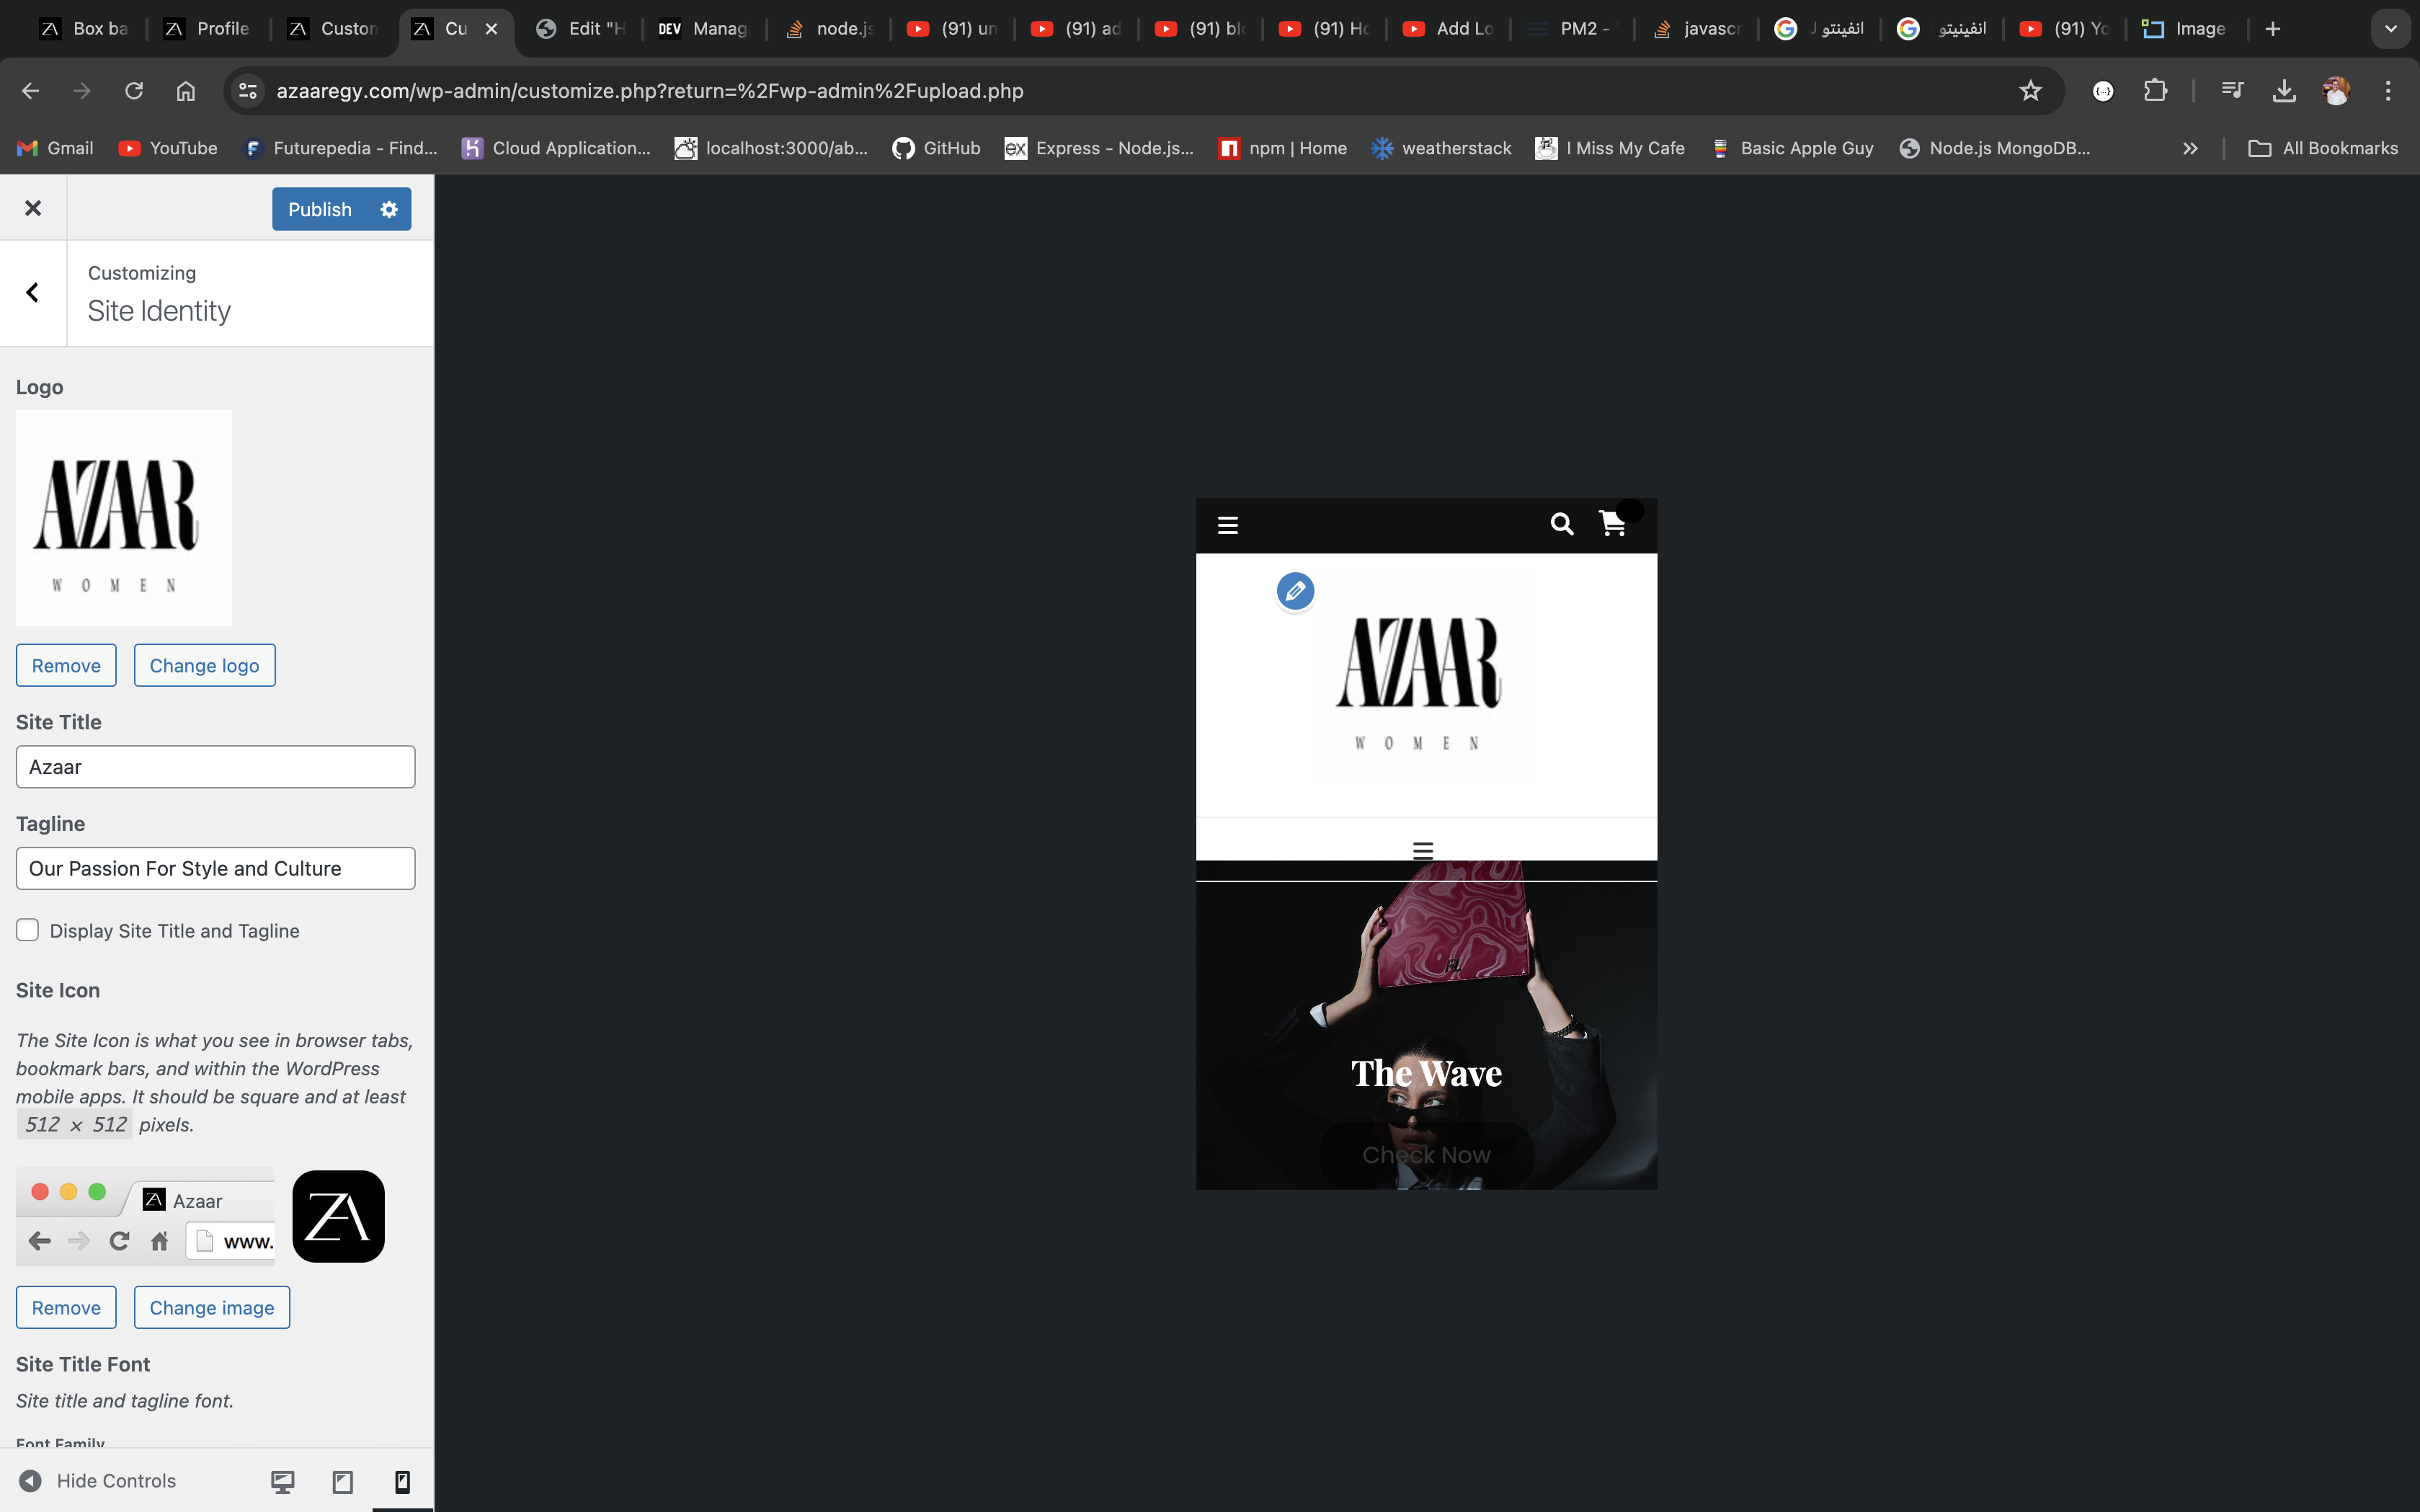 Box ba
Profile
Custon
Cu
Edit "H
DEV Manag
node.js
(91) un
(91) ad
(91) blo
(91) Ho
Add Lo
PM2 -
javascr
انفينتو ل
انفينيتو
(91) Yo
Image
azaaregy.com/wp-admin/customize.php?return=%2Fwp-admin%2Fupload.php
Gmail
YouTube
Futurepedia - Find...
Cloud Application...
localhost:3000/ab...
GitHub
ex Express - Node.js...
npm | Home
weatherstack
I Miss My Cafe
Basic Apple Guy
Node.js MongoDB...
All Bookmarks
Publish
Customizing
Site Identity
Logo
AZAAR
WOMEN
Remove
Change logo
Site Title
Azaar
Tagline
Our Passion For Style and Culture
Display Site Title and Tagline
Site Icon
The Site Icon is what you see in browser tabs,
bookmark bars, and within the WordPress
mobile apps. It should be square and at least
512 × 512 pixels.
Azaar
www.
ZA
Remove
Change image
Site Title Font
Site title and tagline font.
Font Family
Hide Controls
AZAAR
WOMEN
The Wave
Check Now